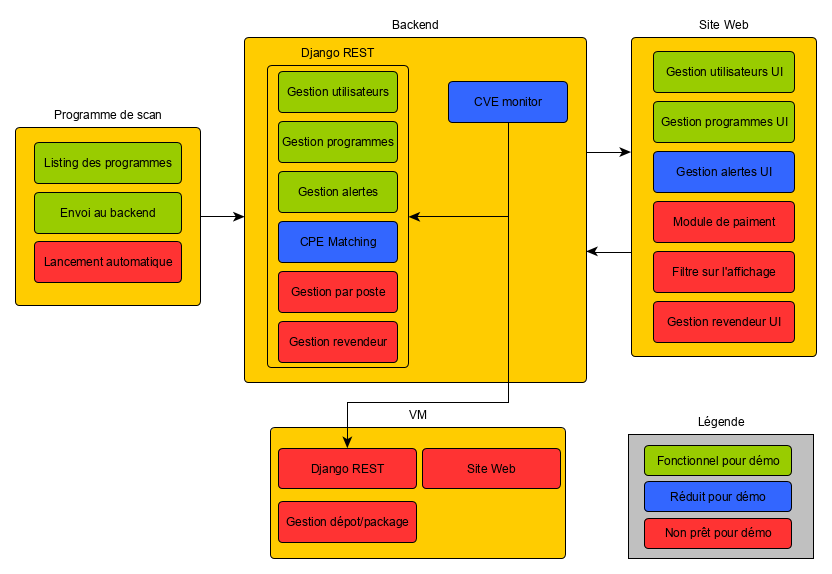 Programme de scan
Listing des programmes
Envoi au backend
Lancement automatique
Backend
Django REST
Gestion utilisateurs
Gestion programmes
Gestion alertes
CPE Matching
Gestion par poste
Gestion revendeur
CVE monitor
Site Web
Gestion utilisateurs UI
Gestion programmes UI
Gestion alertes UI
Module de paiment
Filtre sur l'affichage
Gestion revendeur UI
VM
Django REST
Site Web
Gestion dépot/package
Légende
Fonctionnel pour démo
Réduit pour démo
Non prêt pour démo